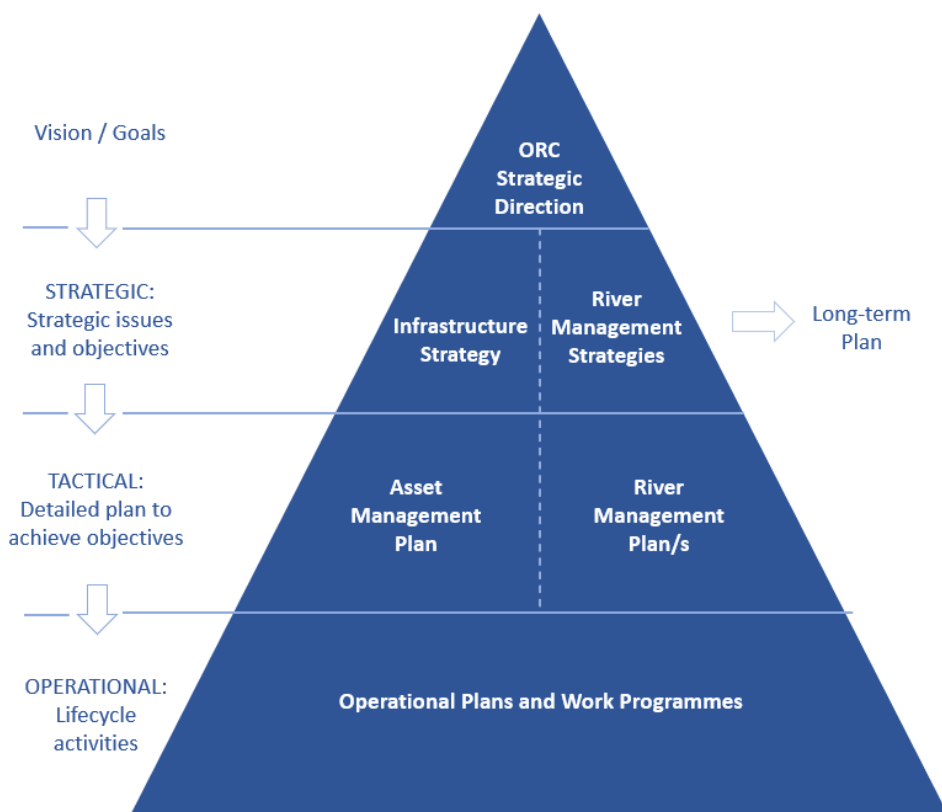 Vision / Goals
ORC
Strategic
Direction
STRATEGIC:
Strategic issues
and objectives
Infrastructure
Strategy
River
Management
Strategies
Long-term
Plan
TACTICAL:
Detailed plan to
achieve objectives
Asset
Management
Plan
River
Management
Plan/s
OPERATIONAL:
Lifecycle
activities
Operational Plans and Work Programmes